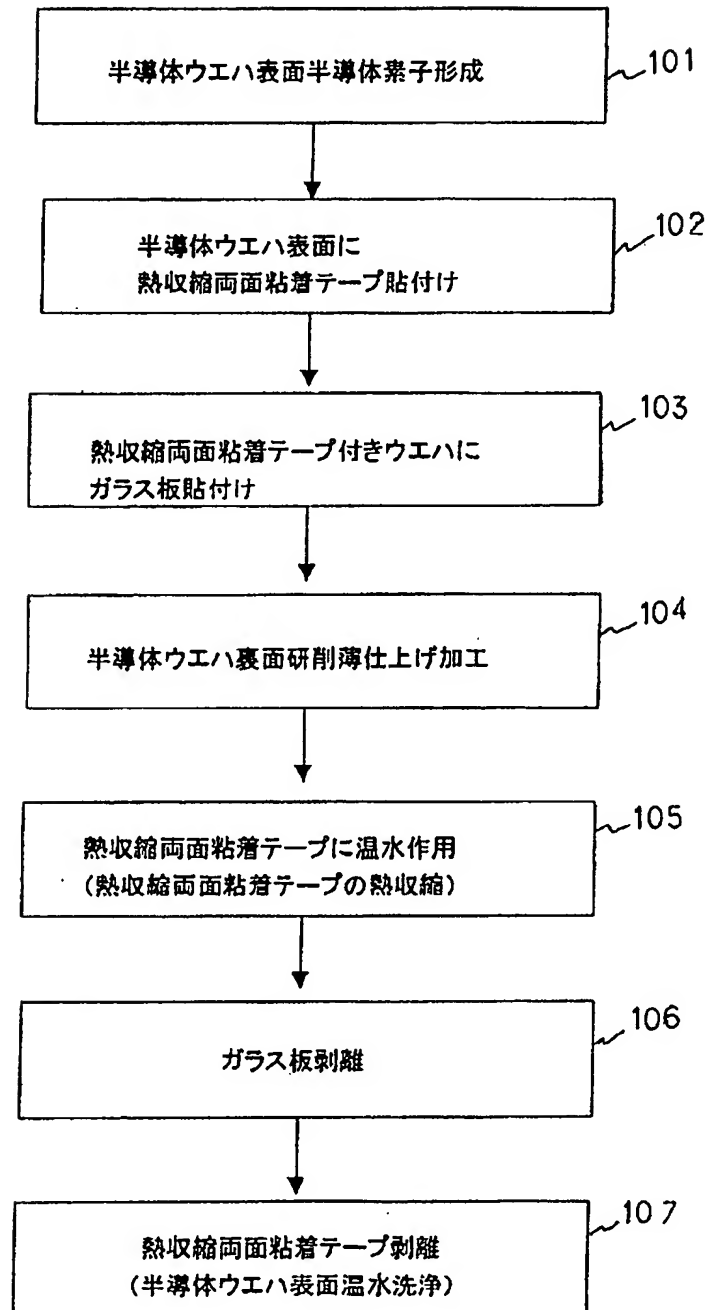 半導体ウエハ表面半導体素子形成
101
半導体ウエハ表面に
熱収縮両面粘着テープ貼付け
102
熱収縮両面粘着テープ付きウエハに
ガラス板貼付け
103
半導体ウエハ裏面研削薄仕上げ加工
104
熱収縮両面粘着テープに温水作用
(熱収縮両面粘着テープの熱収縮)
105
ガラス板剥離
106
熱収縮両面粘着テープ剥離
(半導体ウエハ表面温水洗浄)
107